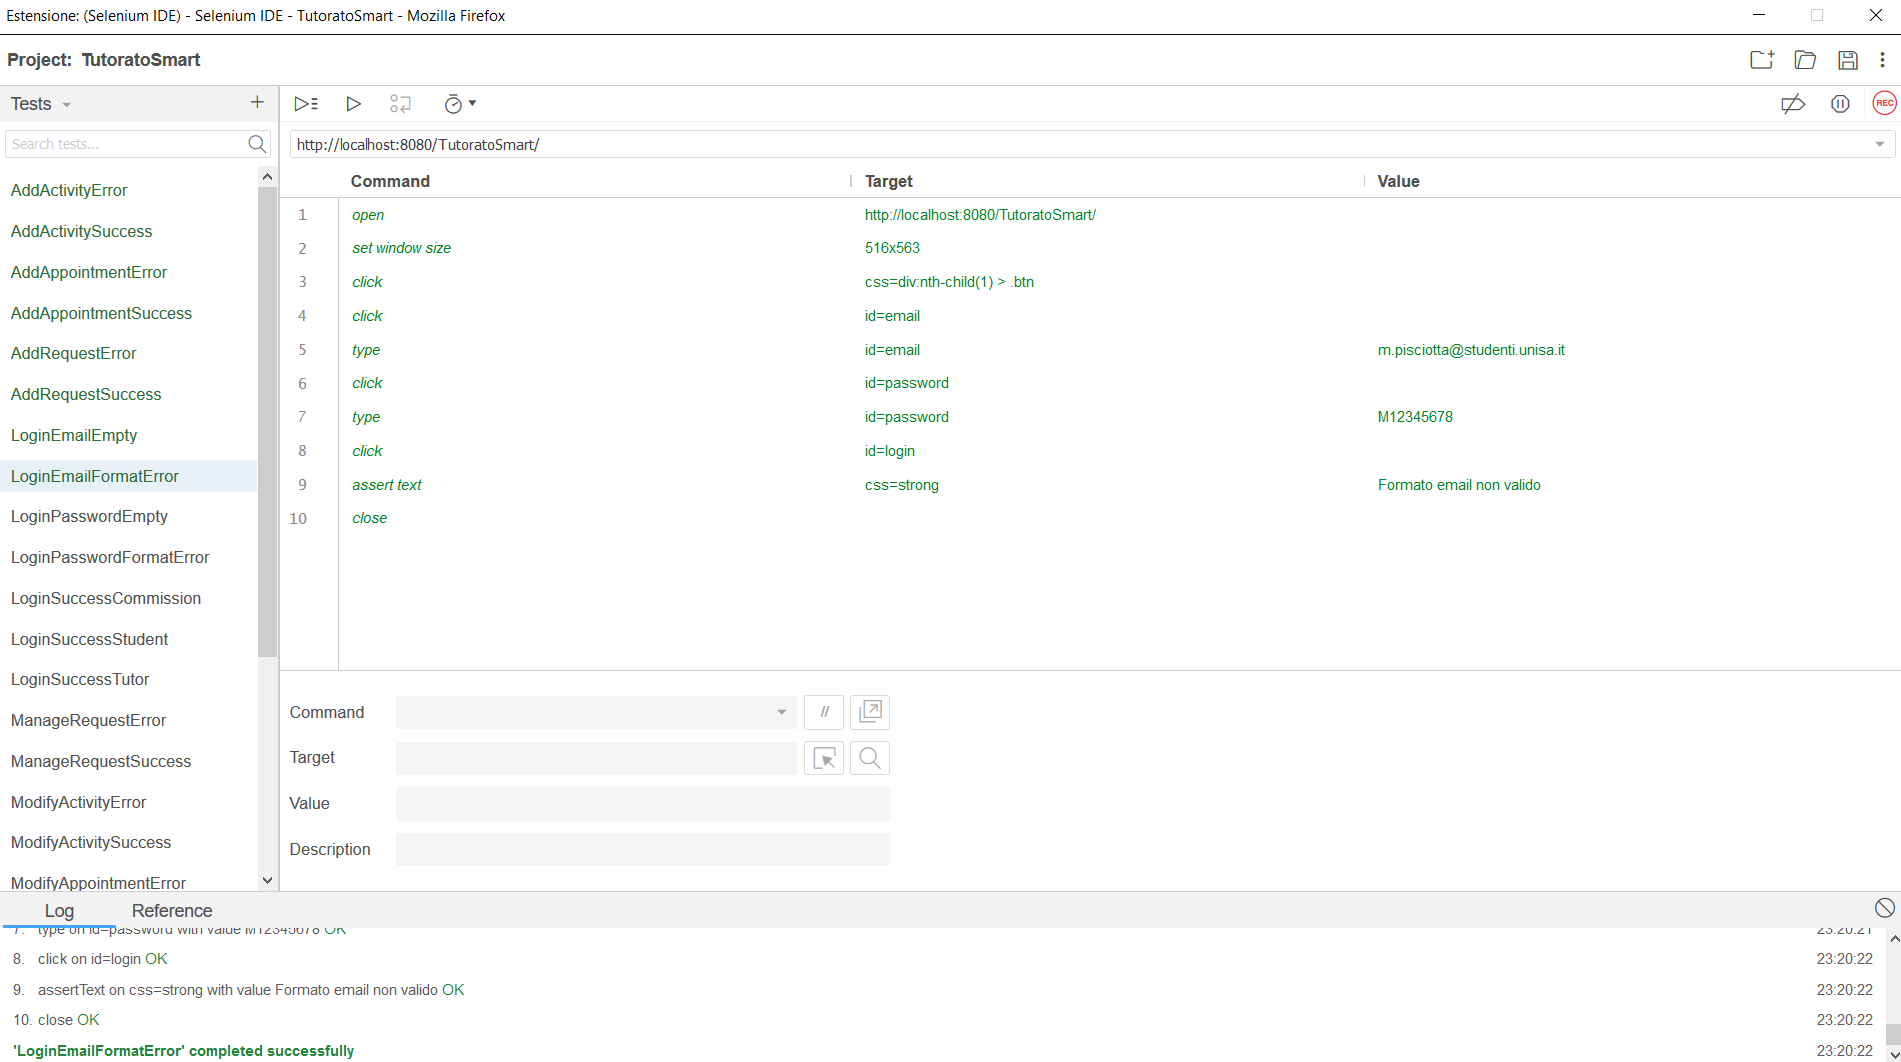 Estensione: (Selenium IDE) - Selenium IDE - TutoratoSmart - Mozilla Firefox
Project: TutoratoSmart
Tests
REC
Search tests...
http://localhost:8080/TutoratoSmart/
Command Target Value
AddActivityError
AddActivitySuccess
AddAppointmentError
AddAppointmentSuccess
AddRequestError
AddRequestSuccess
LoginEmailEmpty
LoginEmailFormatError
LoginPasswordEmpty
LoginPasswordFormatError
LoginSuccessCommission
LoginSuccessStudent
LoginSuccessTutor
ManageRequestError
ManageRequestSuccess
ModifyActivityError
ModifyActivitySuccess
ModifyAppointmentError
1 open http://localhost:8080/TutoratoSmart/
2 set window size 516x563
3 click css=div:nth-child(1) > .btn
4 click id=email
5 type id=email m.pisciotta@studenti.unisa.it
6 click id=password
7 type id=password M12345678
8 click id=login
9 assert text css=strong Formato email non valido
10 close
Command //
Target
Value
Description
Log Reference
7. type on id=password with value M12345678 OK 23:20:21
8. click on id=login OK 23:20:22
9. assertText on css=strong with value Formato email non valido OK 23:20:22
10. close OK 23:20:22
'LoginEmailFormatError' completed successfully 23:20:22